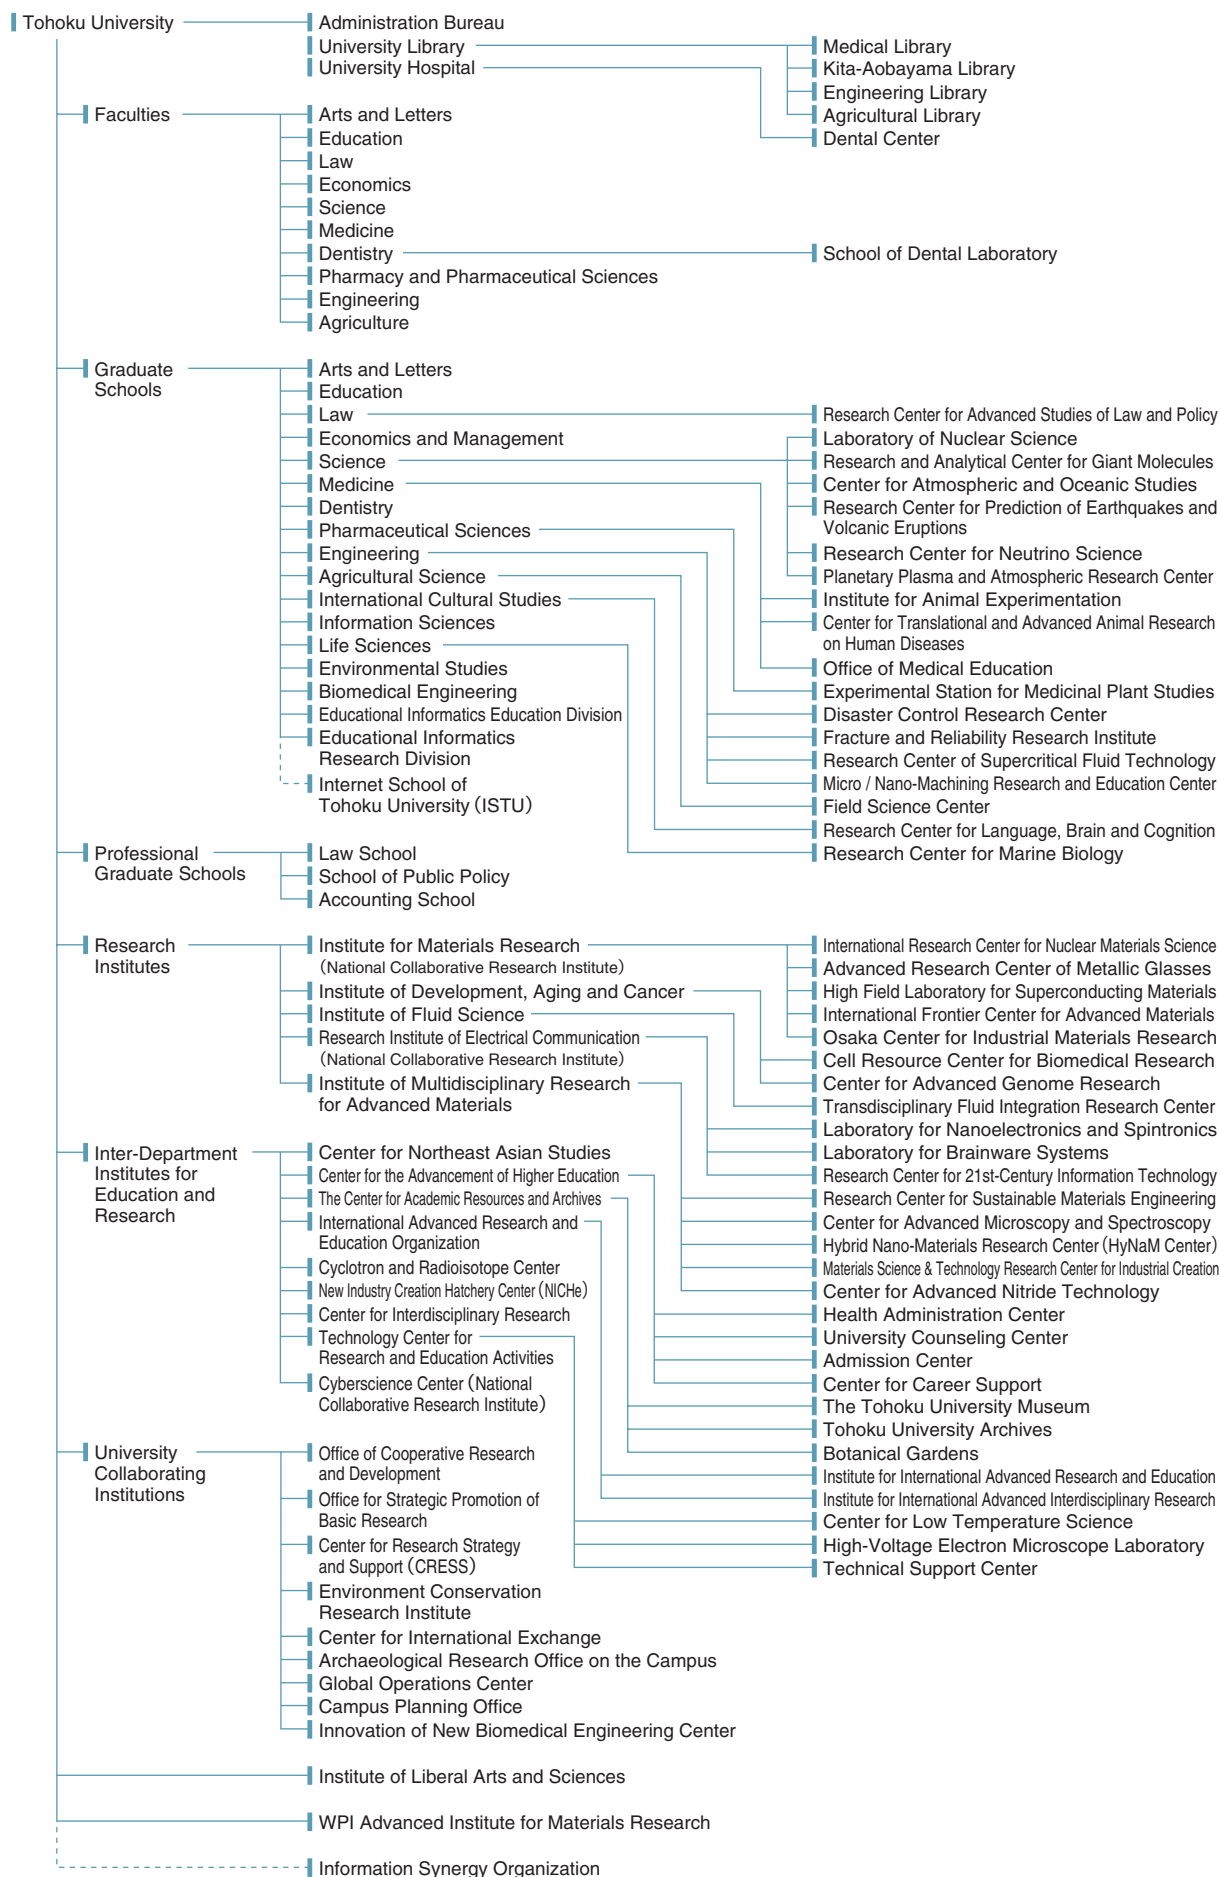 Tohoku University
Administration Bureau
University Library
University Hospital
Medical Library
Kita-Aobayama Library
Engineering Library
Agricultural Library
Dental Center
Faculties
Arts and Letters
Education
Law
Economics
Science
Medicine
Dentistry
School of Dental Laboratory
Pharmacy and Pharmaceutical Sciences
Engineering
Agriculture
Graduate
Schools
Arts and Letters
Education
Law
Economics and Management
Science
Medicine
Dentistry
Pharmaceutical Sciences
Engineering
Agricultural Science
International Cultural Studies
Information Sciences
Life Sciences
Environmental Studies
Biomedical Engineering
Educational Informatics Education Division
Educational Informatics
Research Division
Internet School of
Tohoku University (ISTU)
Research Center for Advanced Studies of Law and Policy
Laboratory of Nuclear Science
Research and Analytical Center for Giant Molecules
Center for Atmospheric and Oceanic Studies
Research Center for Prediction of Earthquakes and
Volcanic Eruptions
Research Center for Neutrino Science
Planetary Plasma and Atmospheric Research Center
Institute for Animal Experimentation
Center for Translational and Advanced Animal Research
on Human Diseases
Office of Medical Education
Experimental Station for Medicinal Plant Studies
Disaster Control Research Center
Fracture and Reliability Research Institute
Research Center of Supercritical Fluid Technology
Micro / Nano-Machining Research and Education Center
Field Science Center
Research Center for Language, Brain and Cognition
Research Center for Marine Biology
Professional
Graduate Schools
Law School
School of Public Policy
Accounting School
Research
Institutes
Institute for Materials Research
(National Collaborative Research Institute)
Institute of Development, Aging and Cancer
Institute of Fluid Science
Research Institute of Electrical Communication
(National Collaborative Research Institute)
Institute of Multidisciplinary Research
for Advanced Materials
International Research Center for Nuclear Materials Science
Advanced Research Center of Metallic Glasses
High Field Laboratory for Superconducting Materials
International Frontier Center for Advanced Materials
Osaka Center for Industrial Materials Research
Cell Resource Center for Biomedical Research
Center for Advanced Genome Research
Transdisciplinary Fluid Integration Research Center
Laboratory for Nanoelectronics and Spintronics
Laboratory for Brainware Systems
Research Center for 21st-Century Information Technology
Research Center for Sustainable Materials Engineering
Center for Advanced Microscopy and Spectroscopy
Hybrid Nano-Materials Research Center (HyNaM Center)
Materials Science & Technology Research Center for Industrial Creation
Center for Advanced Nitride Technology
Inter-Department
Institutes for
Education and
Research
Center for Northeast Asian Studies
Center for the Advancement of Higher Education
The Center for Academic Resources and Archives
International Advanced Research and
Education Organization
Cyclotron and Radioisotope Center
New Industry Creation Hatchery Center (NICHe)
Center for Interdisciplinary Research
Technology Center for
Research and Education Activities
Cyberscience Center (National
Collaborative Research Institute)
Health Administration Center
University Counseling Center
Admission Center
Center for Career Support
The Tohoku University Museum
Tohoku University Archives
Botanical Gardens
Institute for International Advanced Research and Education
Institute for International Advanced Interdisciplinary Research
Center for Low Temperature Science
High-Voltage Electron Microscope Laboratory
Technical Support Center
University
Collaborating
Institutions
Office of Cooperative Research
and Development
Office for Strategic Promotion of
Basic Research
Center for Research Strategy
and Support (CRESS)
Environment Conservation
Research Institute
Center for International Exchange
Archaeological Research Office on the Campus
Global Operations Center
Campus Planning Office
Innovation of New Biomedical Engineering Center
Institute of Liberal Arts and Sciences
WPI Advanced Institute for Materials Research
Information Synergy Organization